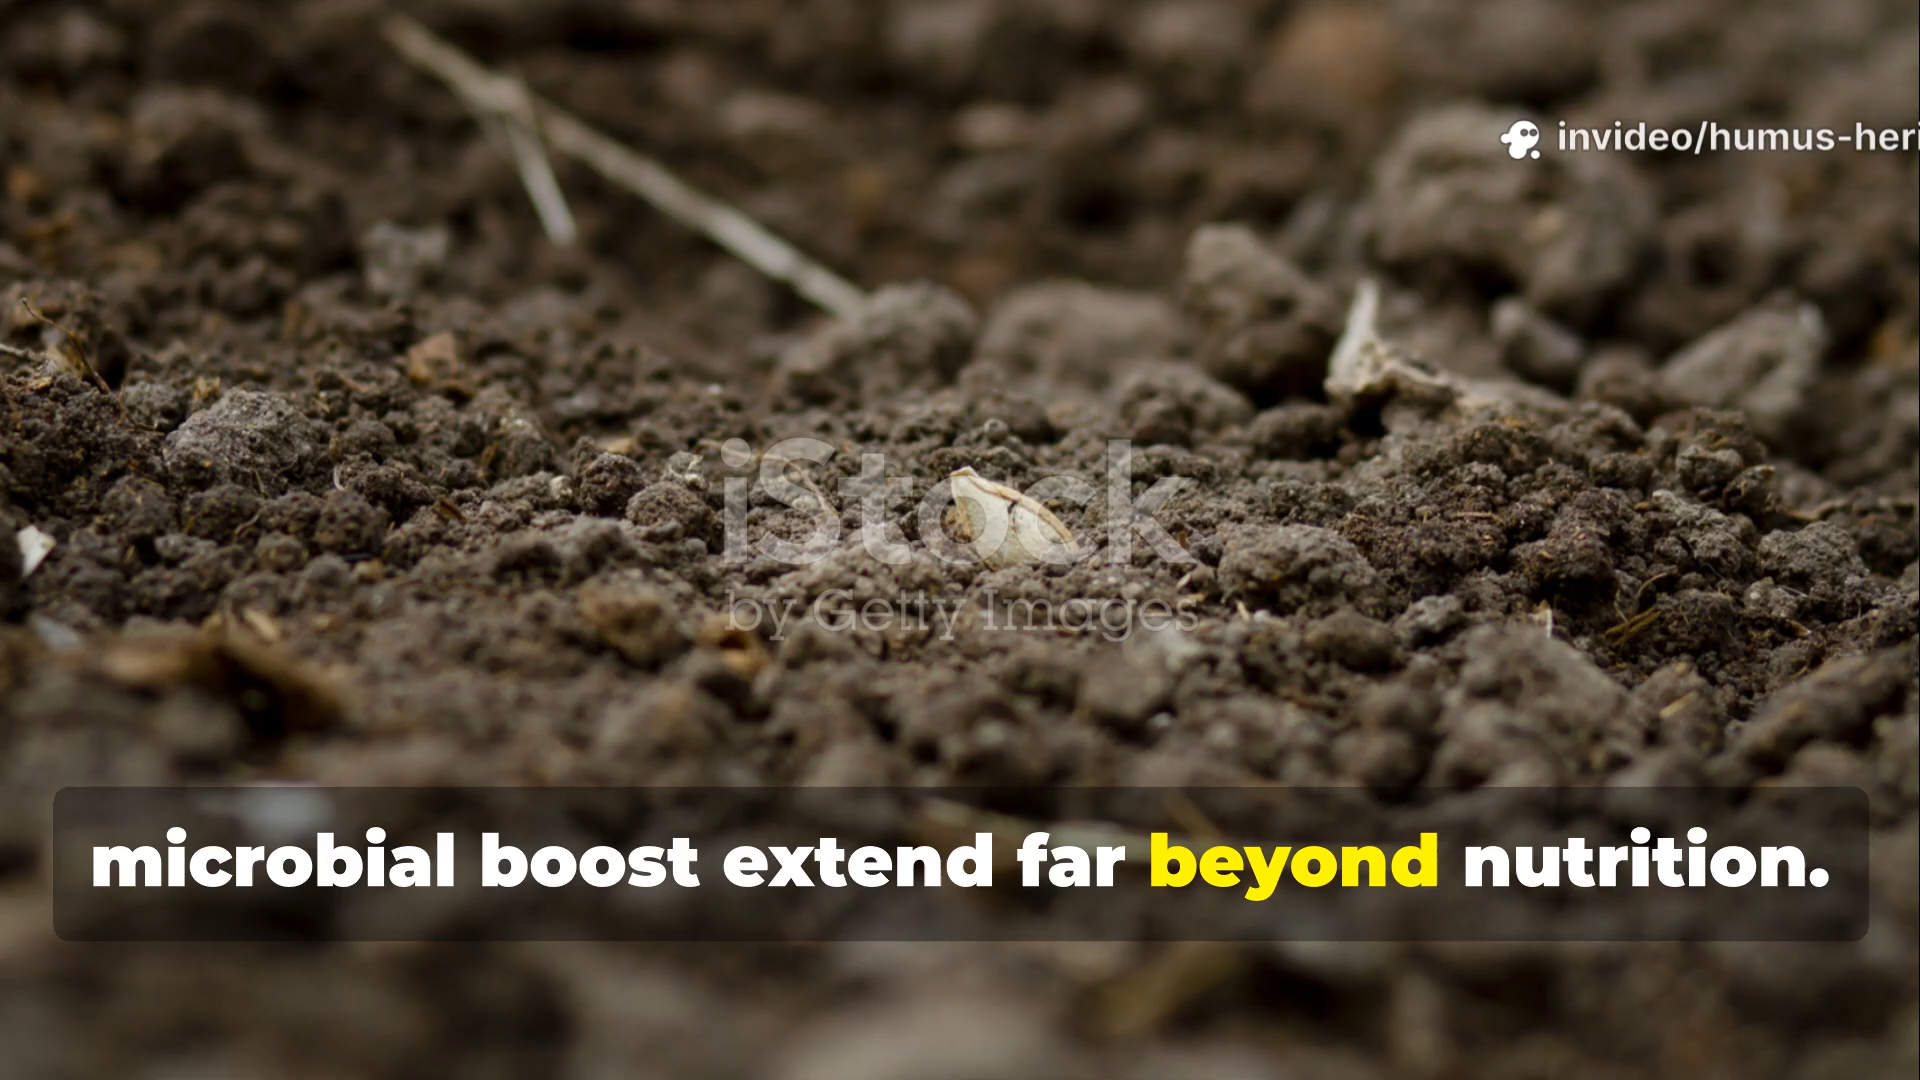 invideo/humus-heri
iStock
by Getty Images
microbial boost extend far beyond nutrition.